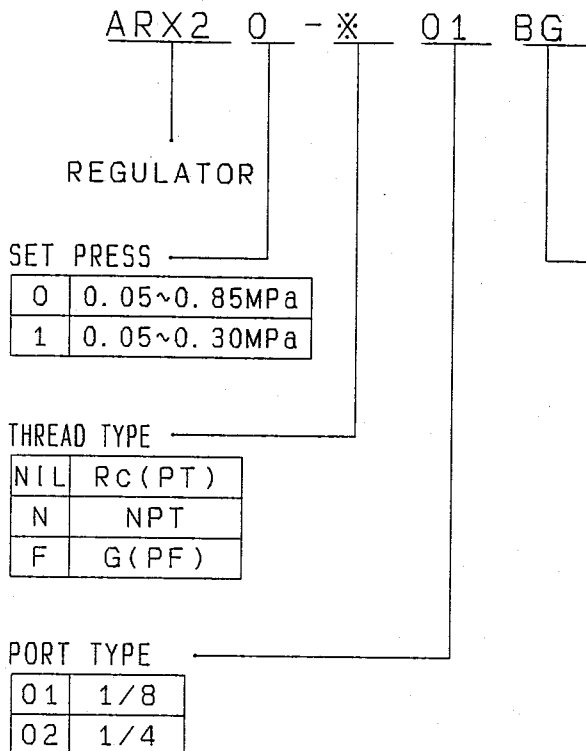 ARX2 0 -※ 01 BG
REGULATOR
SET PRESS
0 0.05~0.85MPa
1 0.05~0.30MPa
THREAD TYPE
NIL Rc(PT)
N NPT
F G(PF)
PORT TYPE
01 1/8
02 1/4